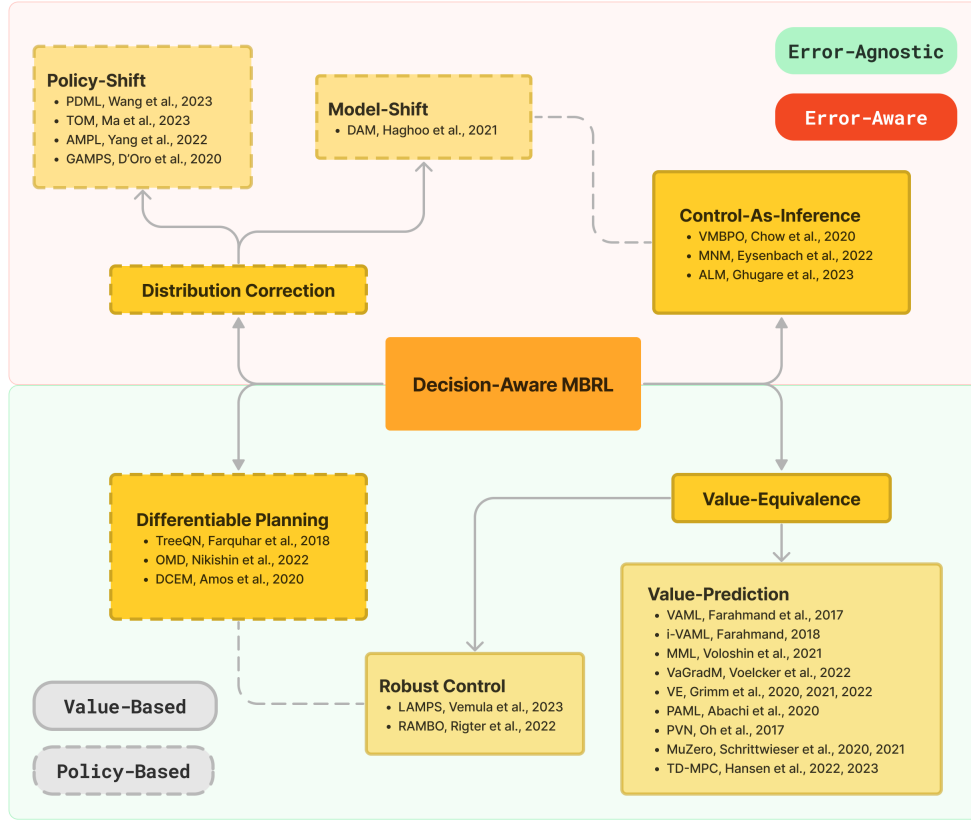 Policy-Shift
• PDML, Wang et al., 2023
• TOM, Ma et al., 2023
• AMPL, Yang et al., 2022
• GAMPS, D'Oro et al., 2020
Model-Shift
• DAM, Haghoo et al., 2021
Error-Agnostic
Error-Aware
Control-As-Inference
• VMBPO, Chow et al., 2020
• MNM, Eysenbach et al., 2022
• ALM, Ghugare et al., 2023
Distribution Correction
Decision-Aware MBRL
Differentiable Planning
• TreeQN, Farquhar et al., 2018
• OMD, Nikishin et al., 2022
• DCEM, Amos et al., 2020
Value-Equivalence
Value-Prediction
• VAML, Farahmand et al., 2017
• i-VAML, Farahmand, 2018
• MML, Voloshin et al., 2021
• VaGradM, Voelcker et al., 2022
• VE, Grimm et al., 2020, 2021, 2022
• PAML, Abachi et al., 2020
• PVN, Oh et al., 2017
• MuZero, Schrittwieser et al., 2020, 2021
• TD-MPC, Hansen et al., 2022, 2023
Robust Control
• LAMPS, Vemula et al., 2023
• RAMBO, Rigter et al., 2022
Value-Based
Policy-Based